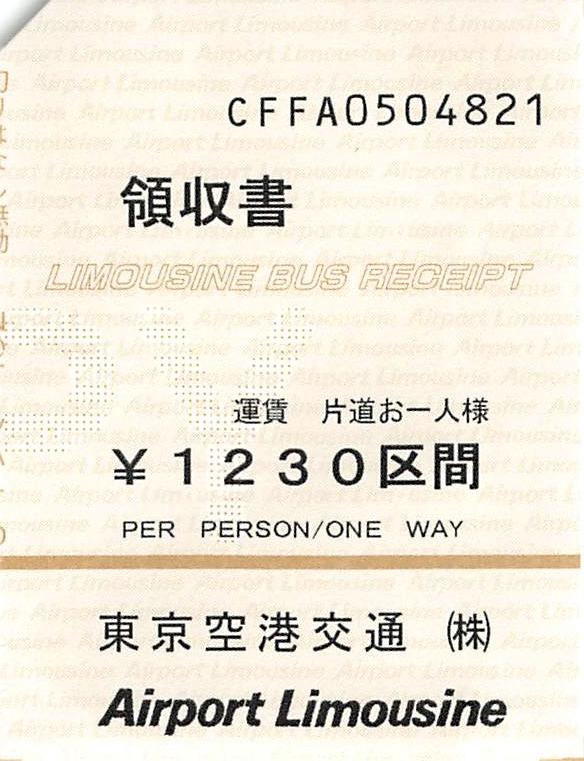 CFFA0504821
領収書
LIMOUSINE BUS RECEIPT
運賃 片道お一人様
¥1230区間
PER PERSON/ONE WAY
東京空港交通 ㈱
Airport Limousine